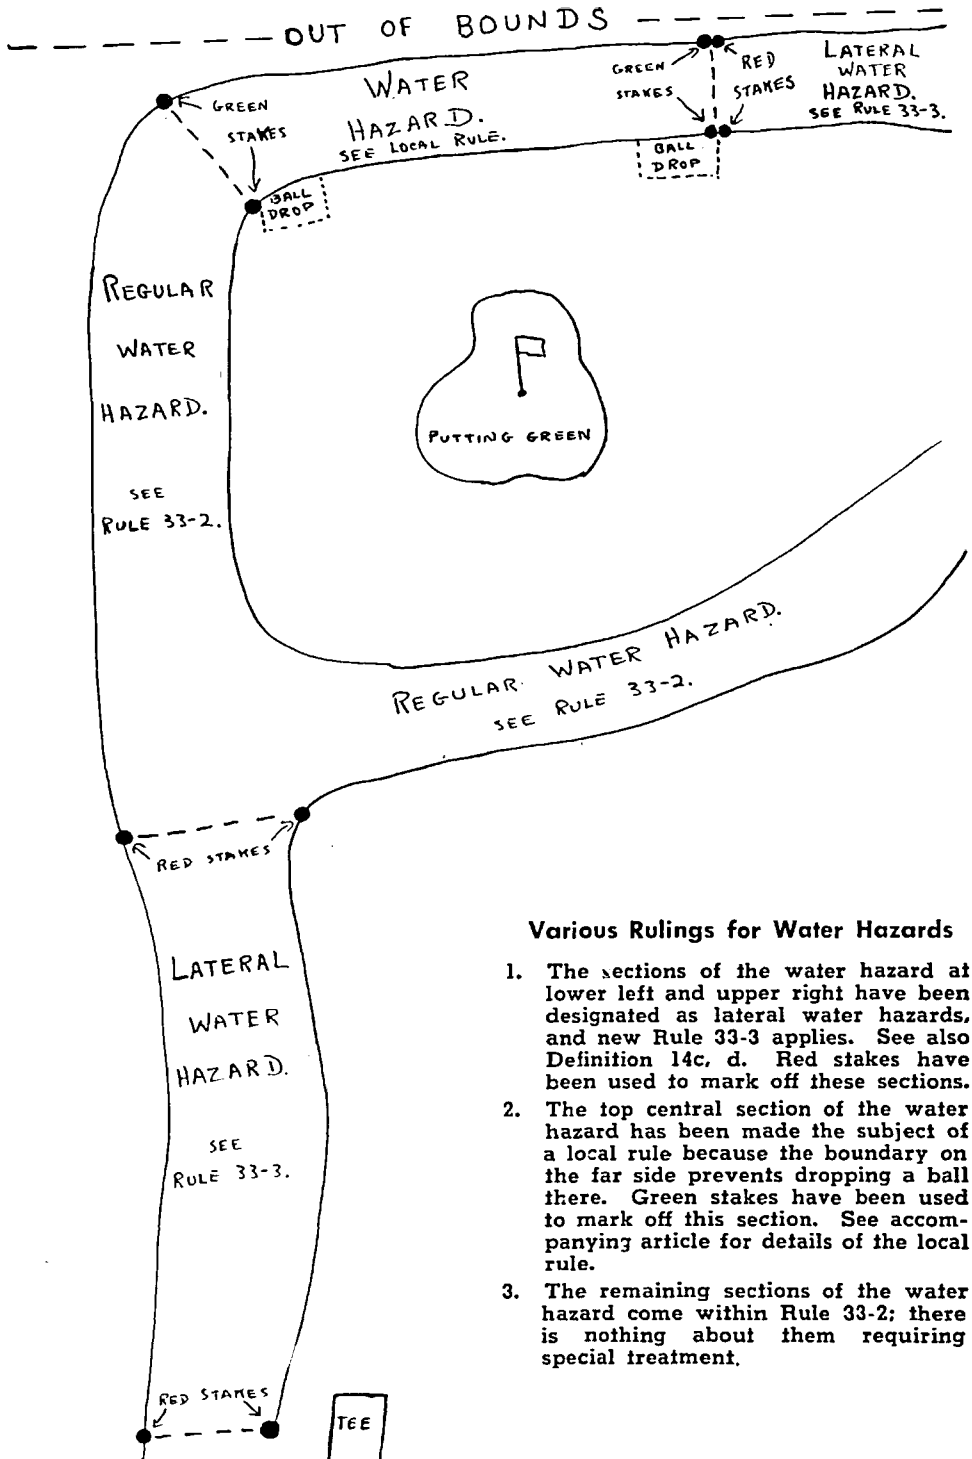 OUT OF BOUNDS
WATER
HAZARD.
SEE LOCAL RULE.
GREEN
STAKES
GREEN
STAKES
RED
STAKES
LATERAL
WATER
HAZARD.
SEE RULE 33-3.
BALL
DROP
BALL
DROP
REGULAR
WATER
HAZARD.
SEE
RULE 33-2.
PUTTING GREEN
REGULAR WATER HAZARD.
SEE RULE 33-2.
RED STAKES
LATERAL
WATER
HAZARD.
SEE
RULE 33-3.
RED STAKES
TEE
Various Rulings for Water Hazards
1. The sections of the water hazard at
lower left and upper right have been
designated as lateral water hazards,
and new Rule 33-3 applies. See also
Definition 14c, d. Red stakes have
been used to mark off these sections.
2. The top central section of the water
hazard has been made the subject of
a local rule because the boundary on
the far side prevents dropping a ball
there. Green stakes have been used
to mark off this section. See accom-
panying article for details of the local
rule.
3. The remaining sections of the water
hazard come within Rule 33-2; there
is nothing about them requiring
special treatment.